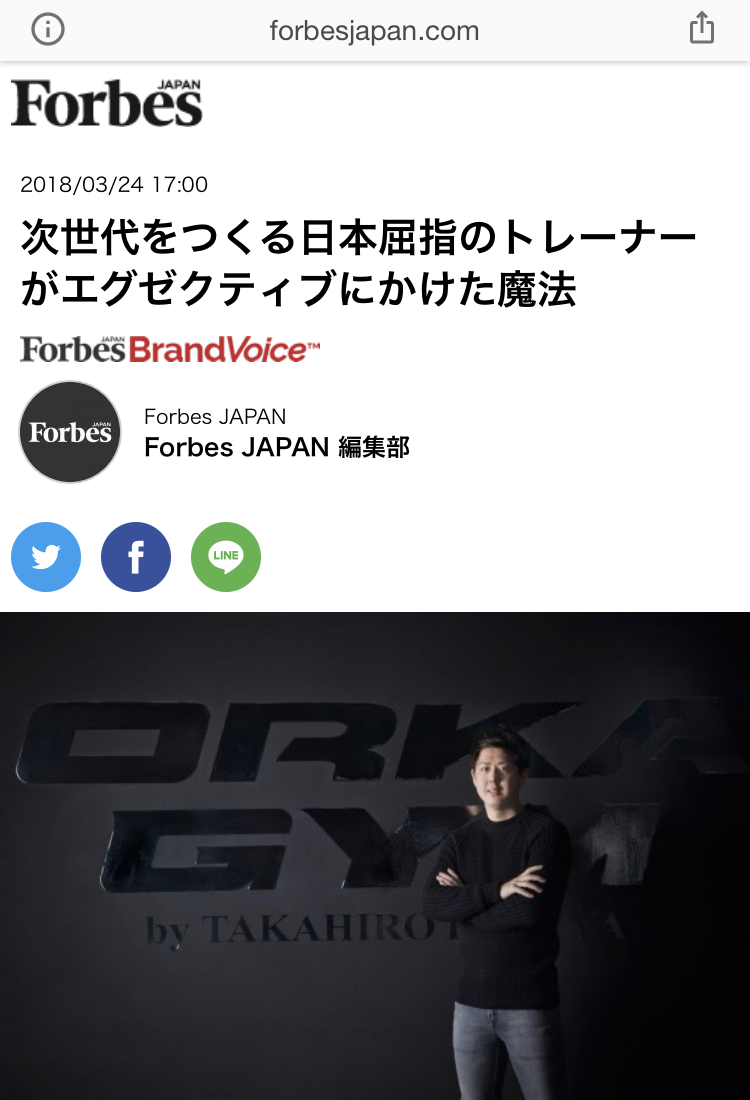 forbesjapan.com
Forbes JAPAN
2018/03/24 17:00
次世代をつくる日本屈指のトレーナー
がエグゼクティブにかけた魔法
Forbes JAPAN BrandVoice™
Forbes JAPAN
Forbes JAPAN
Forbes JAPAN 編集部
LINE
ORKA
GYM
by TAKAHIRO